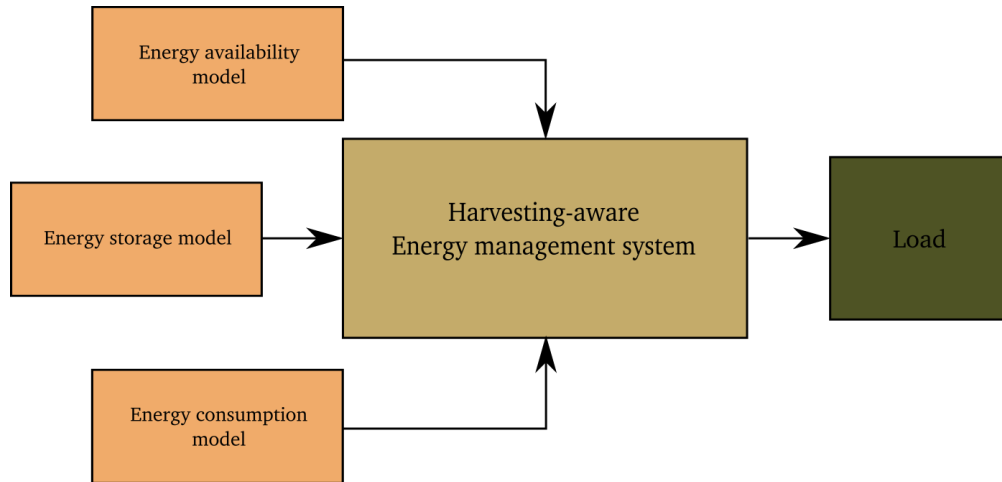 Energy availability
model
Energy storage model
Harvesting-aware
Energy management system
Load
Energy consumption
model